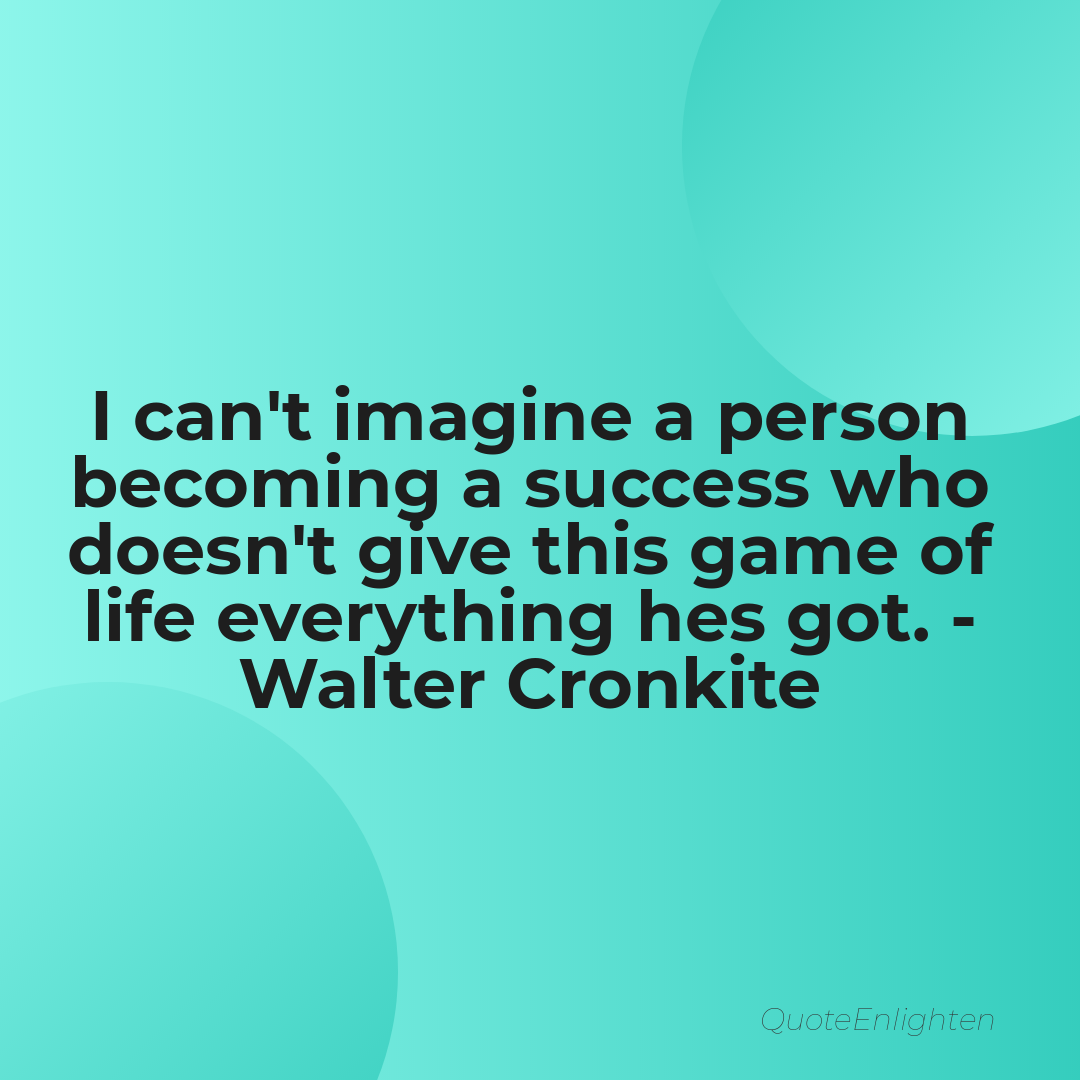 I can't imagine a person
becoming a success who
doesn't give this game of
life everything hes got. -
Walter Cronkite
QuoteEnlighten